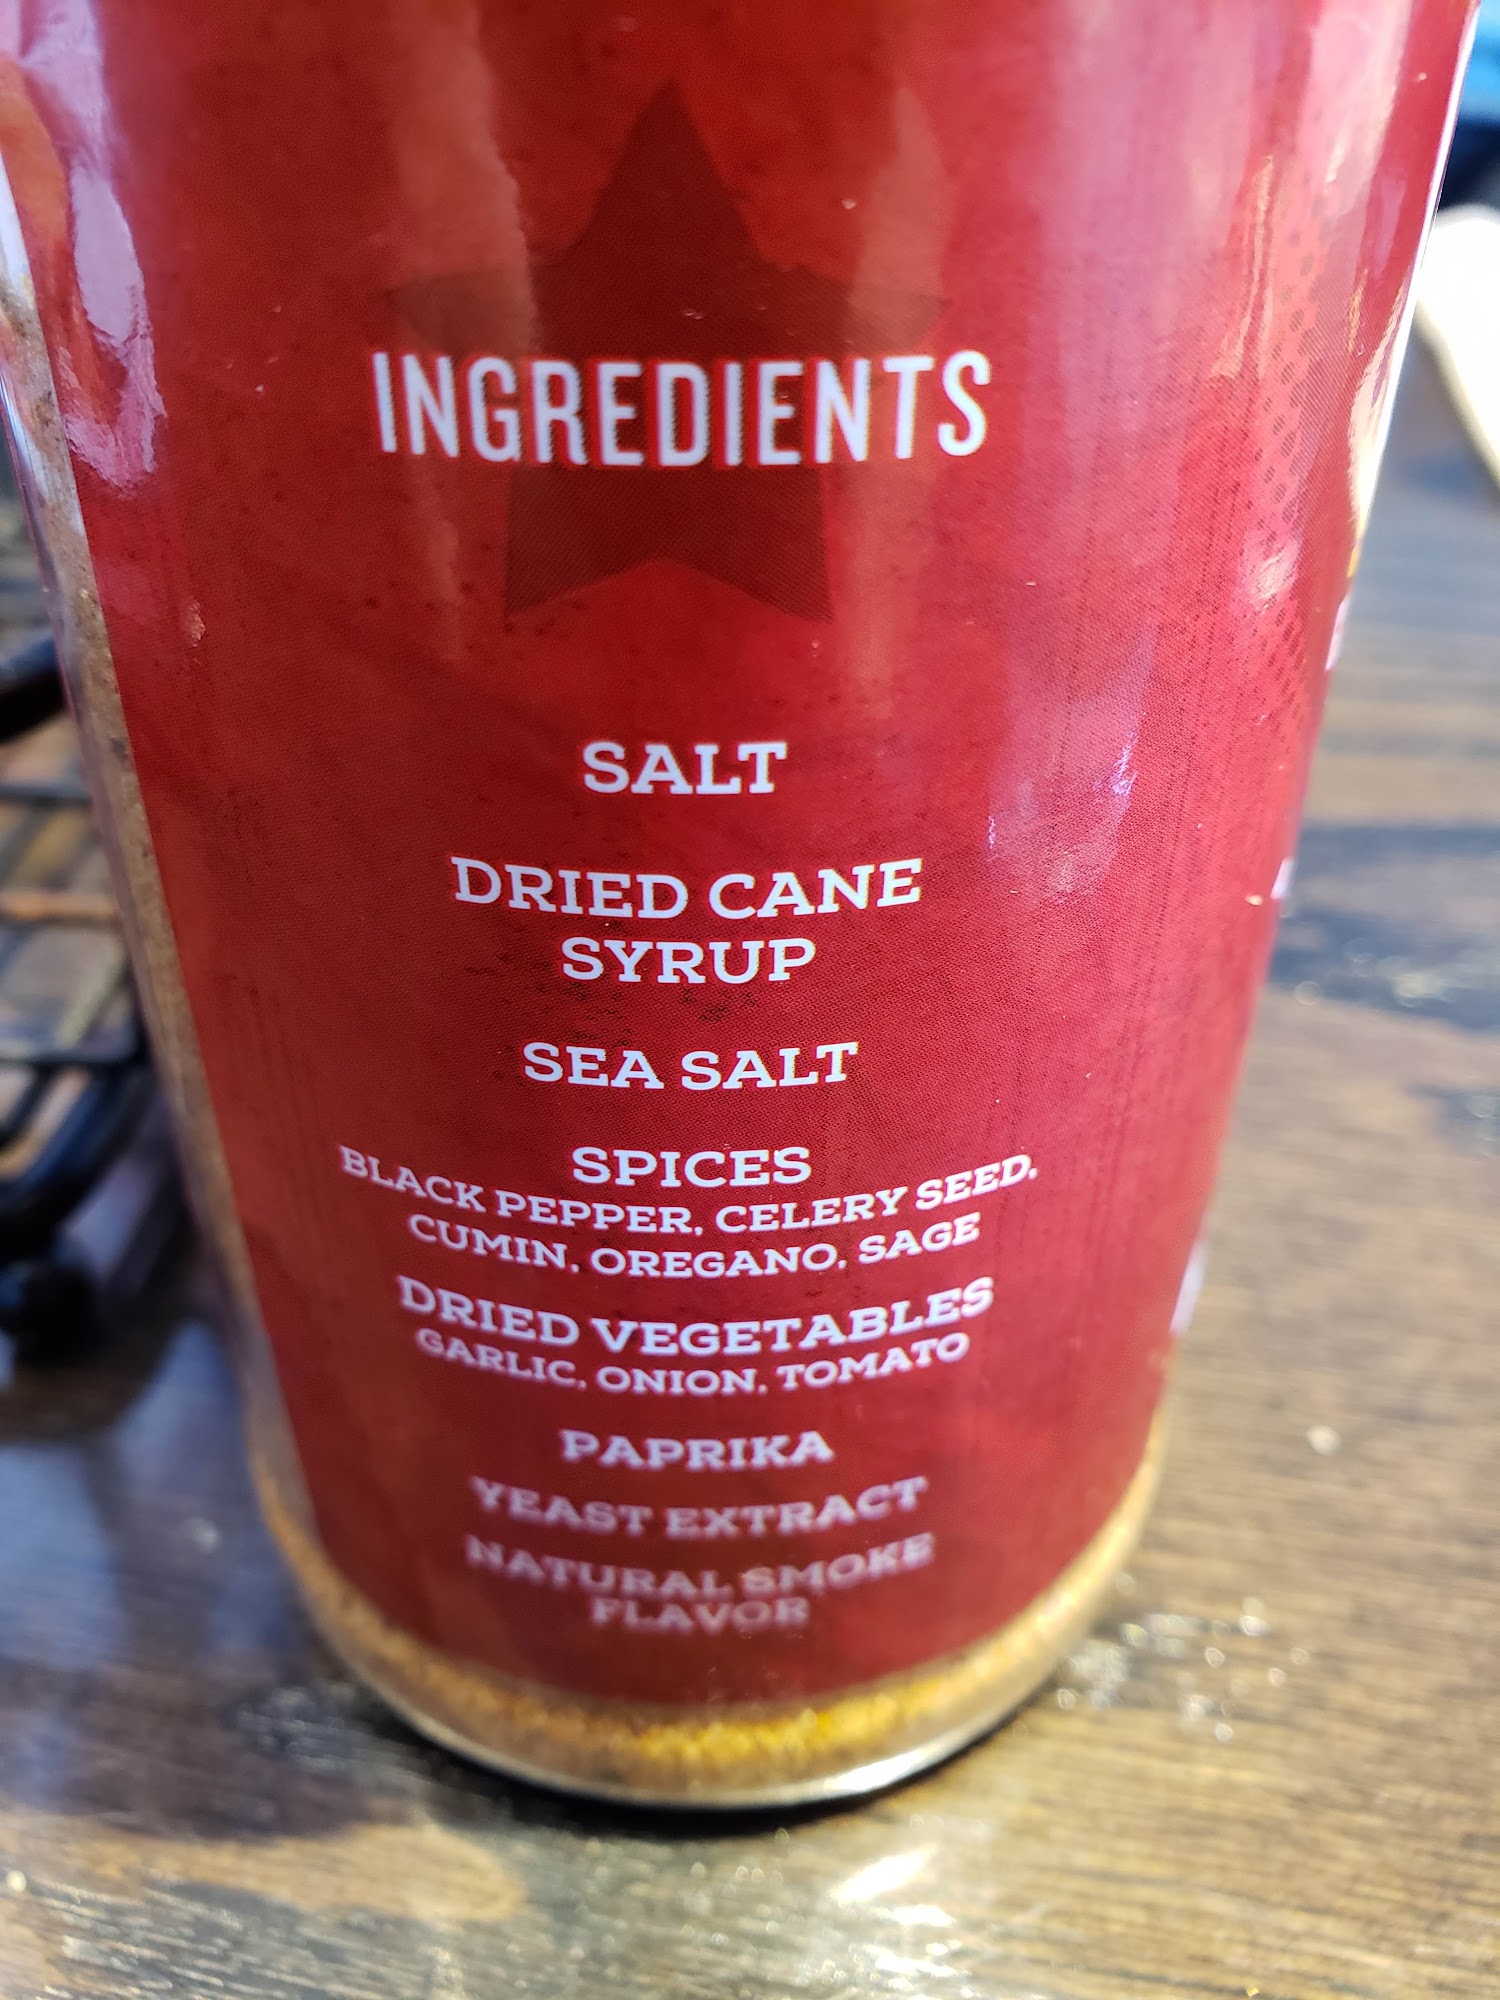 INGREDIENTS
SALT
DRIED CANE
SYRUP
SEA SALT
SPICES
BLACK PEPPER, CELERY SEED,
CUMIN, OREGANO, SAGE
DRIED VEGETABLES
GARLIC, ONION, TOMATO
PAPRIKA
YEAST EXTRACT
NATURAL SMOKE
FLAVOR